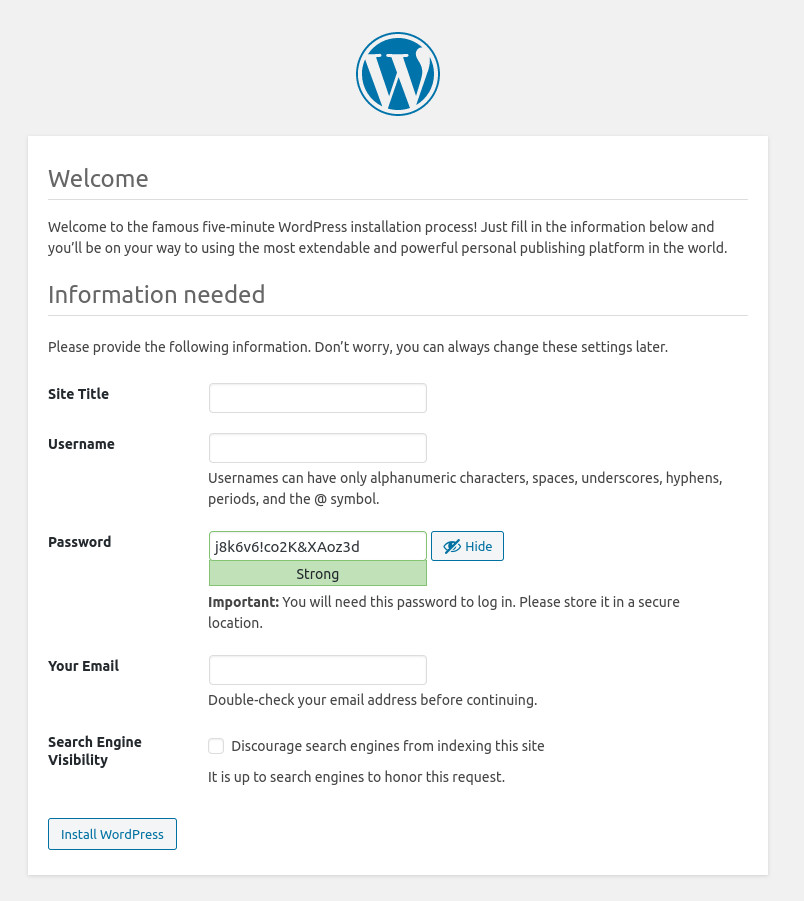 Welcome
Welcome to the famous five-minute WordPress installation process! Just fill in the information below and
you’ll be on your way to using the most extendable and powerful personal publishing platform in the world.
Information needed
Please provide the following information. Don’t worry, you can always change these settings later.
Site Title
Username
Usernames can have only alphanumeric characters, spaces, underscores, hyphens,
periods, and the @ symbol.
Password
j8k6v6!co2K&XAoz3d
Hide
Strong
Important: You will need this password to log in. Please store it in a secure
location.
Your Email
Double-check your email address before continuing.
Search Engine
Visibility
Discourage search engines from indexing this site
It is up to search engines to honor this request.
Install WordPress